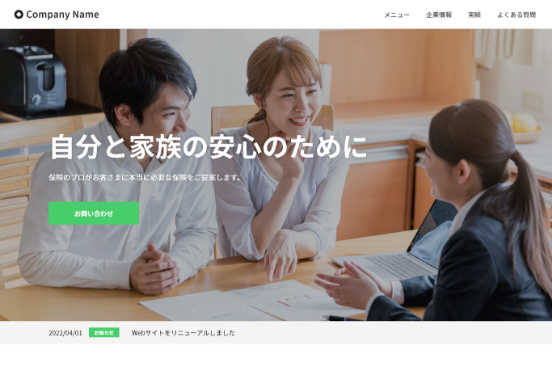 Company Name
メニュー 企業情報 実績 よくある質問
自分と家族の安心のために
保険のプロがお客さまに本当に必要な保険をご提案します。
お問い合わせ
2022/04/01 お知らせ Webサイトをリニューアルしました